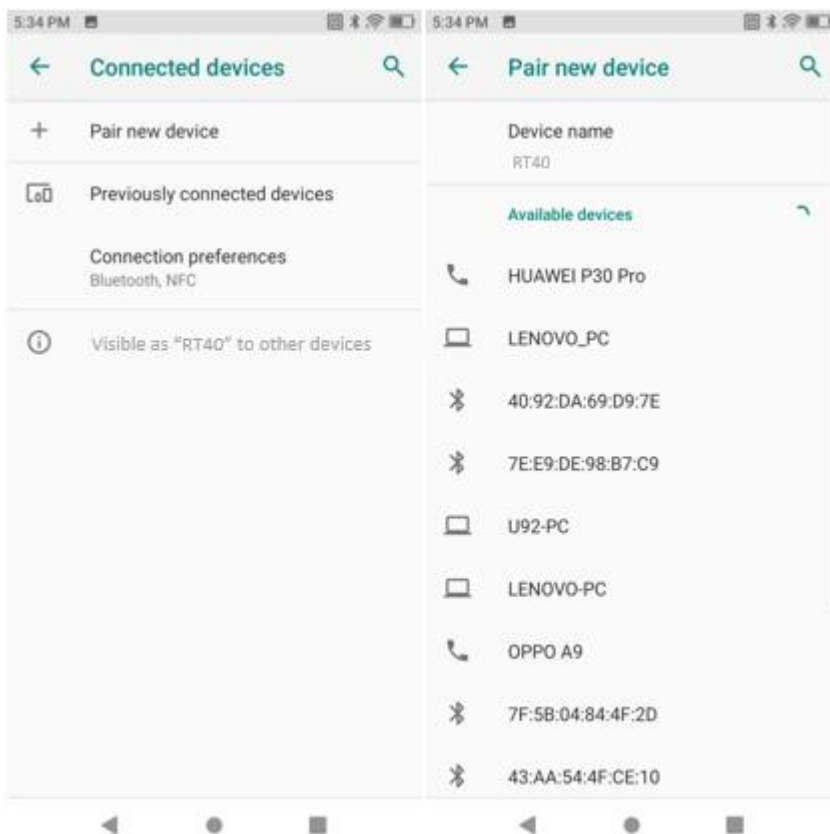 5:34 PM
Connected devices
Pair new device
Previously connected devices
Connection preferences
Bluetooth, NFC
Visible as "RT40" to other devices
5:34 PM
Pair new device
Device name
RT40
Available devices
HUAWEI P30 Pro
LENOVO_PC
40:92:DA:69:D9:7E
7E:E9:DE:98:B7:C9
U92-PC
LENOVO-PC
OPPO A9
7F:5B:04:84:4F:2D
43:AA:54:4F:CE:10